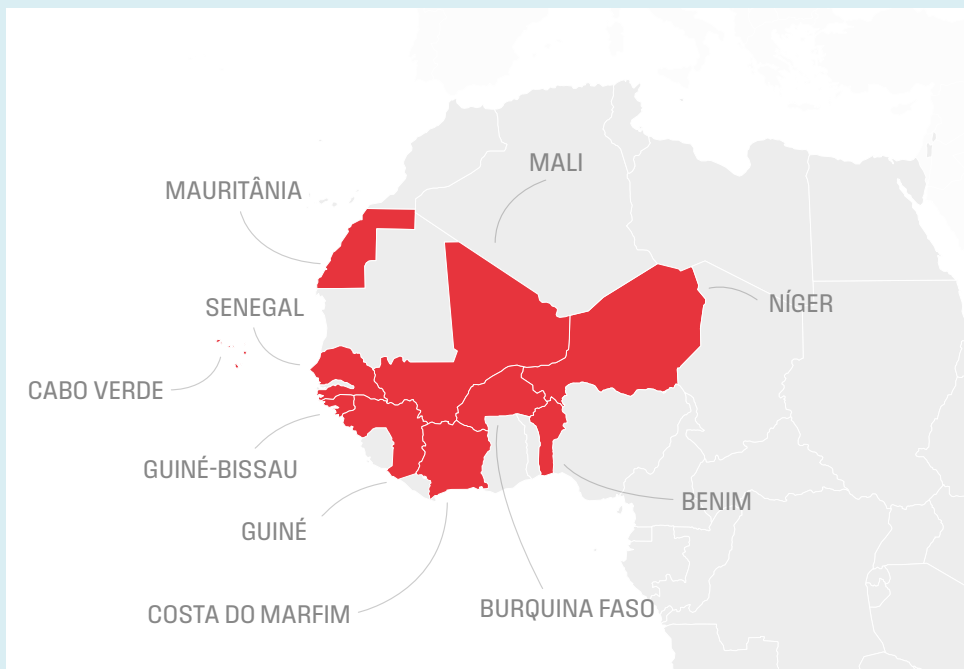 MALI
MAURITÂNIA
NÍGER
SENEGAL
CABO VERDE
GUINÉ-BISSAU
BENIM
GUINÉ
BURQUINA FASO
COSTA DO MARFIM